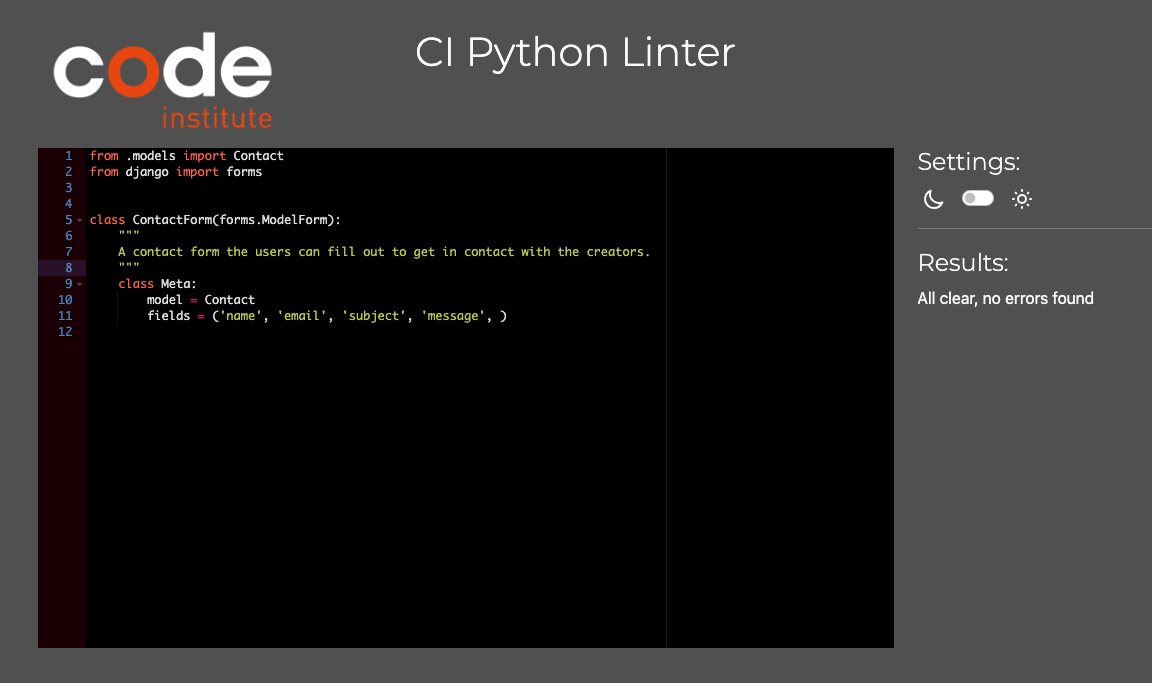 code
institute
CI Python Linter
1 from .models import Contact
2 from django import forms
3
4
5 class ContactForm(forms.ModelForm):
6     """
7     A contact form the users can fill out to get in contact with the creators.
8     """
9     class Meta:
10         model = Contact
11         fields = ('name', 'email', 'subject', 'message', )
12
Settings:
Results:
All clear, no errors found